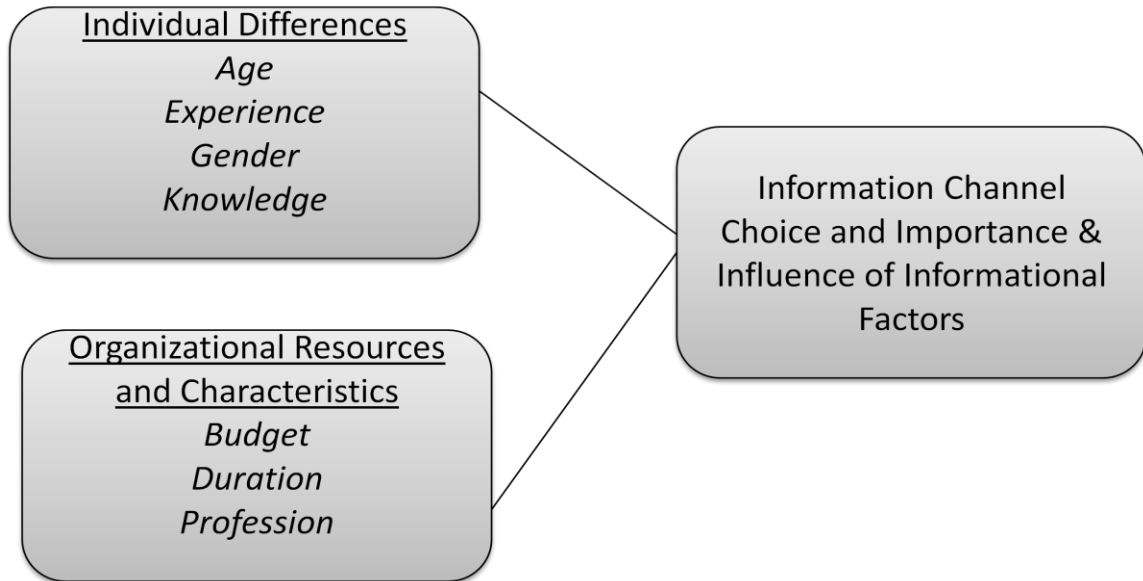 Individual Differences
Age
Experience
Gender
Knowledge
Information Channel
Choice and Importance &
Influence of Informational
Factors
Organizational Resources
and Characteristics
Budget
Duration
Profession